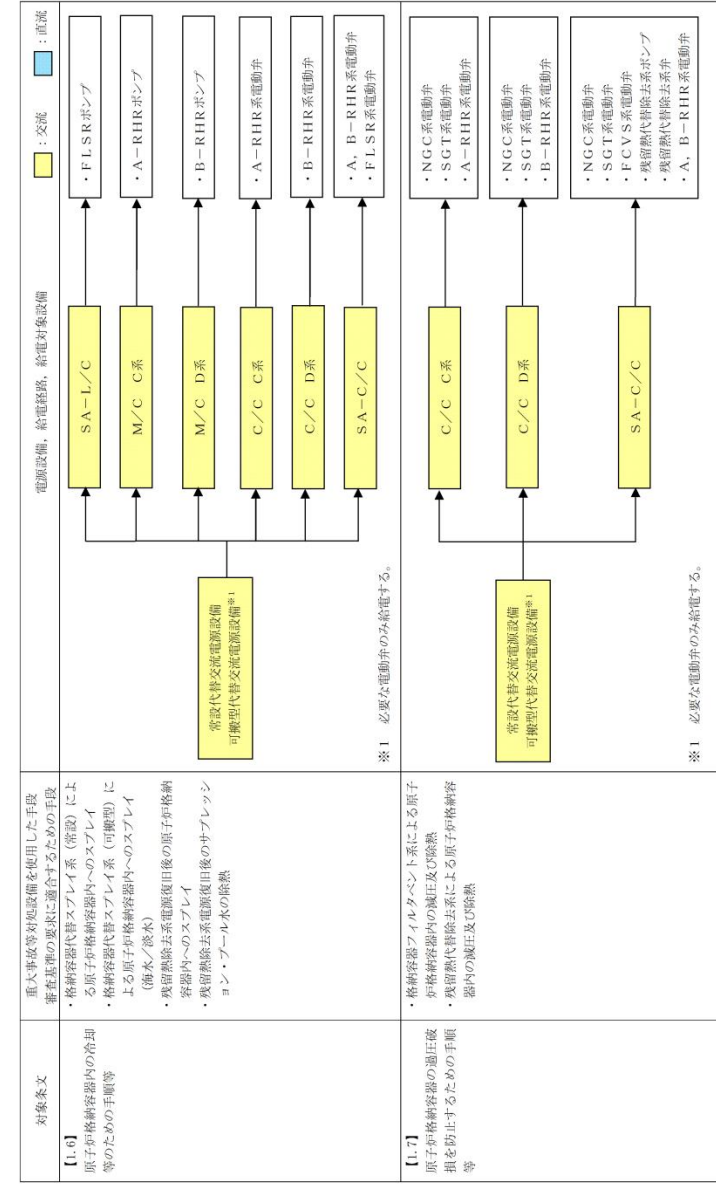 対象条文
重大事故等対処設備を使用した手段
審査基準の要求に適合するための手段
電源設備，給電経路，給電対象設備
：交流
：直流
【1.6】
原子炉格納容器内の冷却
等のための手順等
・格納容器代替スプレイ系（常設）によ
る原子炉格納容器内へのスプレイ
・格納容器代替スプレイ系（可搬型）に
よる原子炉格納容器内へのスプレイ
（海水／淡水）
・残留熱除去系電源復旧後の原子炉格納
容器内へのスプレイ
・残留熱除去系電源復旧後のサプレッシ
ョン・プール水の除熱
常設代替交流電源設備
可搬型代替交流電源設備※1
SA－L／C
・FLSRポンプ
M／C　C系
・A－RHRポンプ
M／C　D系
・B－RHRポンプ
C／C　C系
・A－RHR系電動弁
C／C　D系
・B－RHR系電動弁
SA－C／C
・A，B－RHR系電動弁
・FLSR系電動弁
※1　必要な電動弁のみ給電する。
【1.7】
原子炉格納容器の過圧破
損を防止するための手順
等
・格納容器フィルタベント系による原子
炉格納容器内の減圧及び除熱
・残留熱代替除去系による原子炉格納容
器内の減圧及び除熱
常設代替交流電源設備
可搬型代替交流電源設備※1
C／C　C系
・NGC系電動弁
・SGT系電動弁
・A－RHR系電動弁
C／C　D系
・NGC系電動弁
・SGT系電動弁
・B－RHR系電動弁
SA－C／C
・NGC系電動弁
・SGT系電動弁
・FCVS系電動弁
・残留熱代替除去系ポンプ
・残留熱代替除去系弁
・A，B－RHR系電動弁
※1　必要な電動弁のみ給電する。